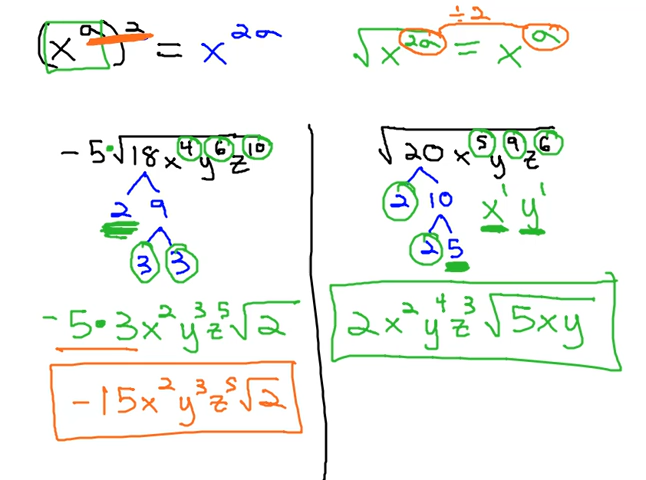 (x^a)^2 = x^{2a}
÷2
√x^{2a} = x^a
-5·√18x^4y^6z^10
2 9
3 3
-5·3x^2y^3z^5√2
-15x^2y^3z^5√2
√20x^5y^9z^6
2 10 x^1 y^1
2 5
2x^2y^4z^3√5xy